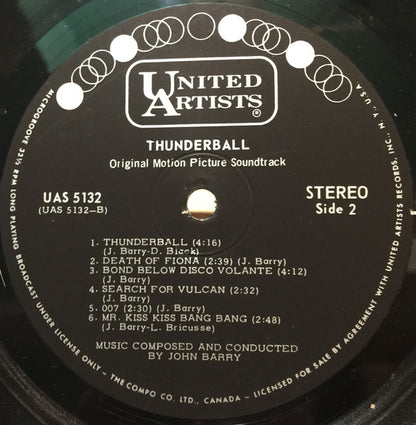 UNITED
ARTISTS ®
THUNDERBALL
Original Motion Picture Soundtrack
UAS 5132
(UAS 5132-B)
STEREO
Side 2
1. THUNDERBALL (4:16)
(J. Barry-D. Black)
2. DEATH OF FIONA (2:39) (J. Barry)
3. BOND BELOW DISCO VOLANTE (4:12)
(J. Barry)
4. SEARCH FOR VULCAN (2:32)
(J. Barry)
5. 007 (2:30) (J. Barry)
6. MR. KISS KISS BANG BANG (2:48)
(J. Barry-L. Bricusse)
MUSIC COMPOSED AND CONDUCTED
BY JOHN BARRY
MICROGROOVE 33⅓ RPM LONG PLAYING BROADCAST UNDER LICENSE ONLY - THE COMPO CO. LTD., CANADA - LICENSED FOR SALE BY AGREEMENT WITH UNITED ARTISTS RECORDS, INC., N. Y., U.S.A.